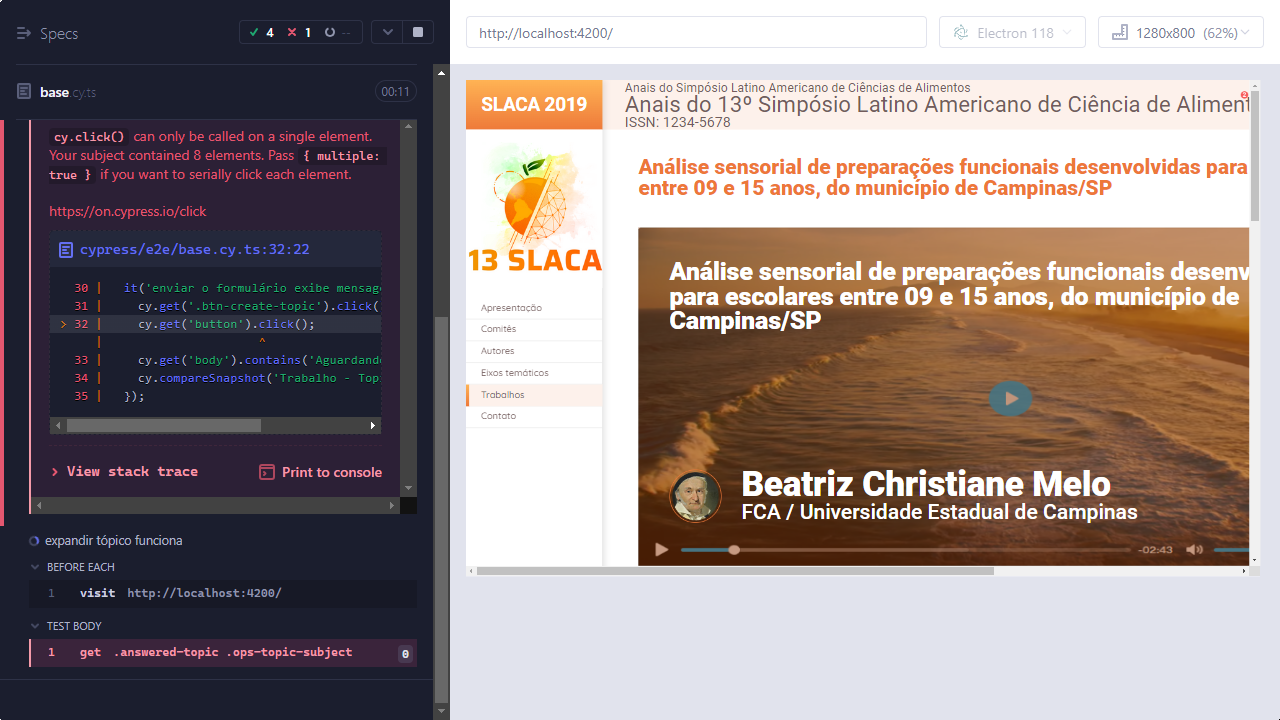 Specs
4
1
--
base.cy.ts
00:11
cy.click() can only be called on a single element.
Your subject contained 8 elements. Pass { multiple:
true } if you want to serially click each element.
https://on.cypress.io/click
cypress/e2e/base.cy.ts:32:22
30 | it('enviar o formulário exibe mensage
31 | cy.get('.btn-create-topic').click(
> 32 | cy.get('button').click();
| ^
33 | cy.get('body').contains('Aguardand
34 | cy.compareSnapshot('Trabalho - Topi
35 | });
View stack trace
Print to console
expandir tópico funciona
BEFORE EACH
1 visit http://localhost:4200/
TEST BODY
1 get .answered-topic .ops-topic-subject 0
http://localhost:4200/
Electron 118
1280x800 (62%)
SLACA 2019
Anais do Simpósio Latino Americano de Ciências de Alimentos
Anais do 13º Simpósio Latino Americano de Ciência de Aliment
2
ISSN: 1234-5678
13 SLACA
Apresentação
Comitês
Autores
Eixos temáticos
Trabalhos
Contato
Análise sensorial de preparações funcionais desenvolvidas para
entre 09 e 15 anos, do município de Campinas/SP
Análise sensorial de preparações funcionais desenv
para escolares entre 09 e 15 anos, do município de
Campinas/SP
Beatriz Christiane Melo
FCA / Universidade Estadual de Campinas
-02:43